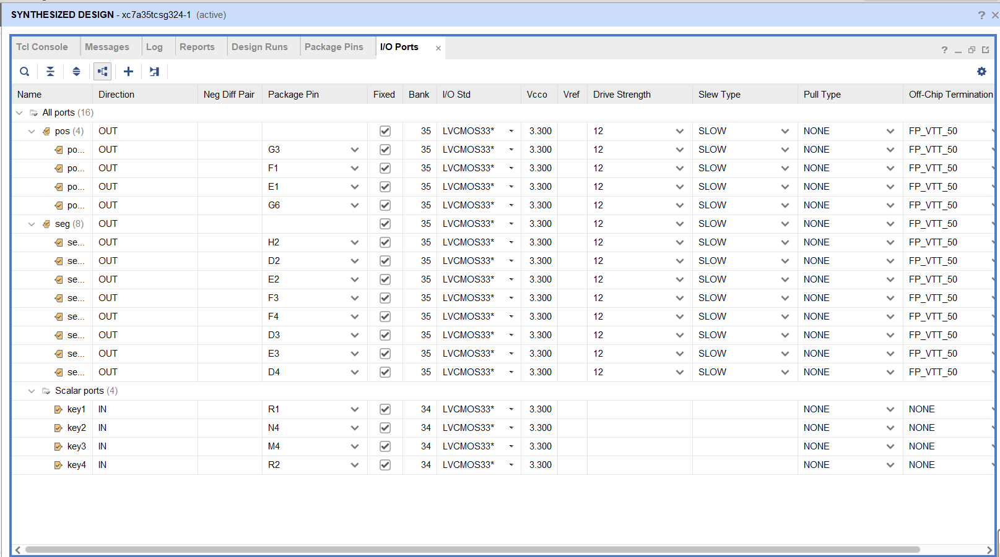 SYNTHESIZED DESIGN - xc7a35tcsg324-1 (active)
Tcl Console Messages Log Reports Design Runs Package Pins I/O Ports
Name Direction Neg Diff Pair Package Pin Fixed Bank I/O Std Vcco Vref Drive Strength Slew Type Pull Type Off-Chip Termination
All ports (16)
pos (4) OUT 35 LVCMOS33* 3.300 12 SLOW NONE FP_VTT_50
po... OUT G3 35 LVCMOS33* 3.300 12 SLOW NONE FP_VTT_50
po... OUT F1 35 LVCMOS33* 3.300 12 SLOW NONE FP_VTT_50
po... OUT E1 35 LVCMOS33* 3.300 12 SLOW NONE FP_VTT_50
po... OUT G6 35 LVCMOS33* 3.300 12 SLOW NONE FP_VTT_50
seg (8) OUT 35 LVCMOS33* 3.300 12 SLOW NONE FP_VTT_50
se... OUT H2 35 LVCMOS33* 3.300 12 SLOW NONE FP_VTT_50
se... OUT D2 35 LVCMOS33* 3.300 12 SLOW NONE FP_VTT_50
se... OUT E2 35 LVCMOS33* 3.300 12 SLOW NONE FP_VTT_50
se... OUT F3 35 LVCMOS33* 3.300 12 SLOW NONE FP_VTT_50
se... OUT F4 35 LVCMOS33* 3.300 12 SLOW NONE FP_VTT_50
se... OUT D3 35 LVCMOS33* 3.300 12 SLOW NONE FP_VTT_50
se... OUT E3 35 LVCMOS33* 3.300 12 SLOW NONE FP_VTT_50
se... OUT D4 35 LVCMOS33* 3.300 12 SLOW NONE FP_VTT_50
Scalar ports (4)
key1 IN R1 34 LVCMOS33* 3.300 NONE NONE
key2 IN N4 34 LVCMOS33* 3.300 NONE NONE
key3 IN M4 34 LVCMOS33* 3.300 NONE NONE
key4 IN R2 34 LVCMOS33* 3.300 NONE NONE